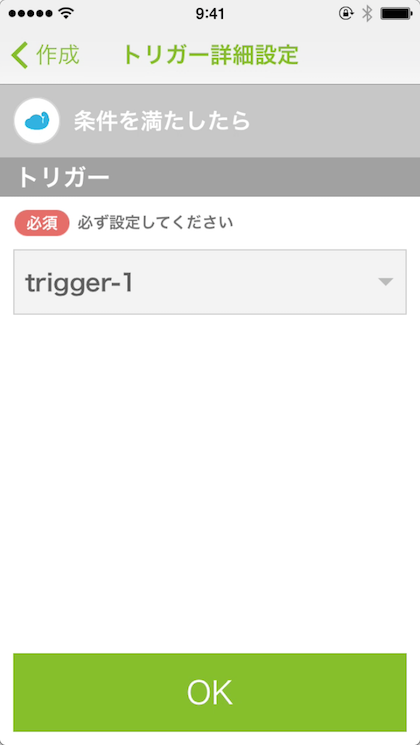 9:41
作成
トリガー詳細設定
条件を満たしたら
トリガー
必須 必ず設定してください
trigger-1
OK